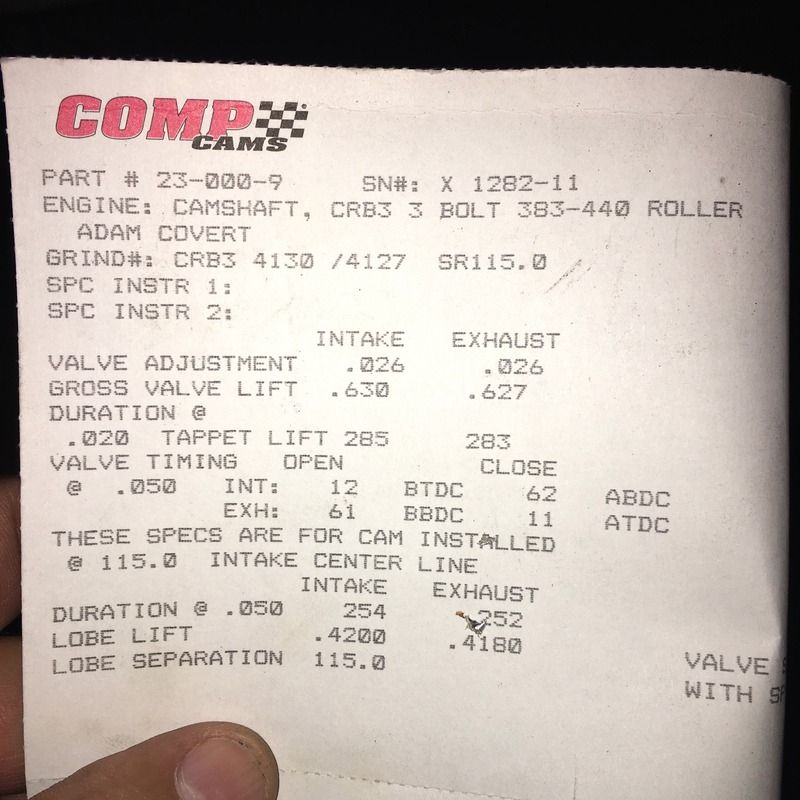 COMP
CAMS
PART # 23-000-9 SN#: X 1282-11
ENGINE: CAMSHAFT, CRB3 3 BOLT 383-440 ROLLER
ADAM COVERT
GRIND#: CRB3 4130 /4127 SR115.0
SPC INSTR 1:
SPC INSTR 2:
INTAKE EXHAUST
VALVE ADJUSTMENT .026 .026
GROSS VALVE LIFT .630 .627
DURATION @
.020 TAPPET LIFT 285 283
VALVE TIMING OPEN CLOSE
@ .050 INT: 12 BTDC 62 ABDC
EXH: 61 BBDC 11 ATDC
THESE SPECS ARE FOR CAM INSTALLED
@ 115.0 INTAKE CENTER LINE
INTAKE EXHAUST
DURATION @ .050 254 252
LOBE LIFT .4200 .4180
LOBE SEPARATION 115.0
VALVE
WITH